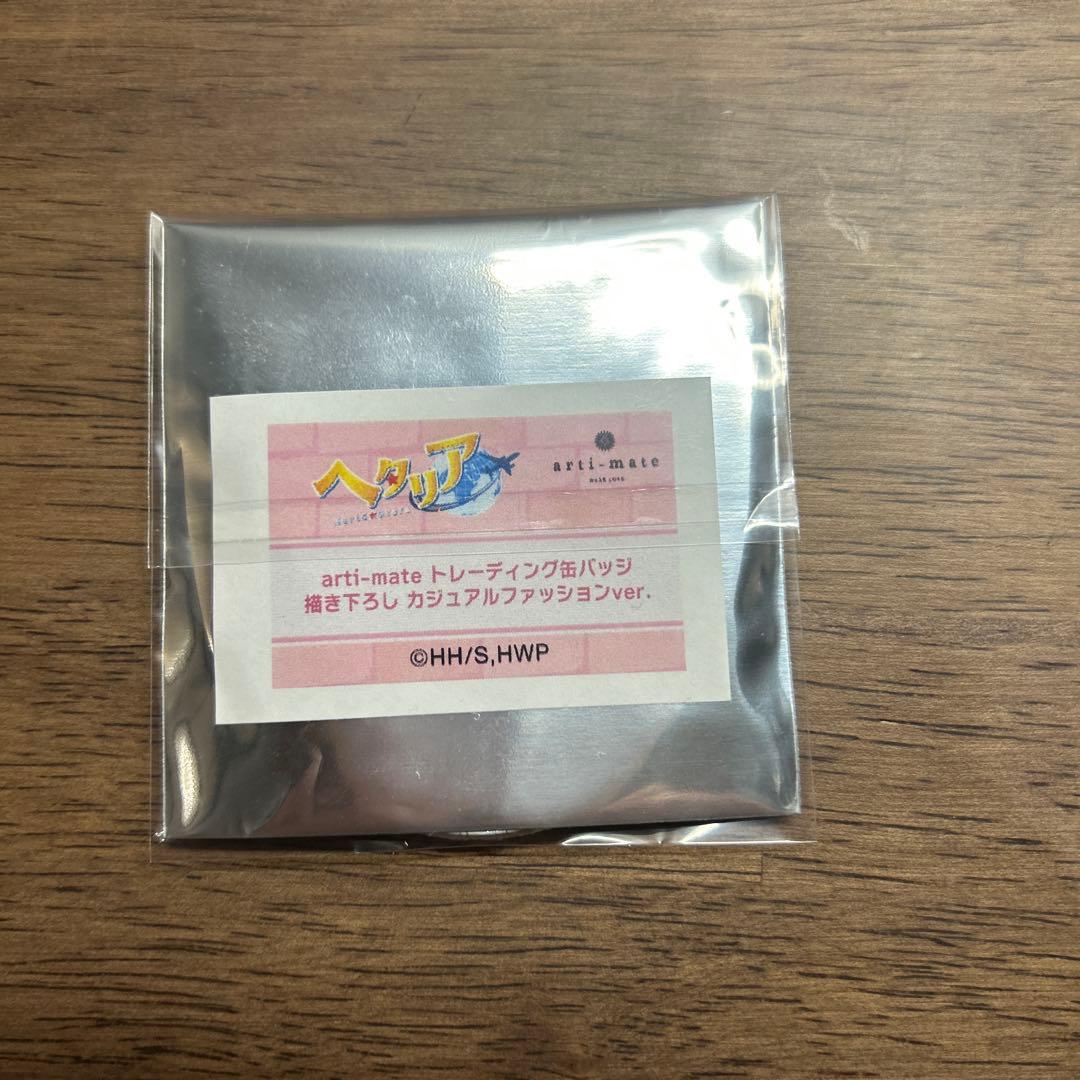 ヘタリア
World★Stars
arti-mate
arti-mate トレーディング缶バッジ
描き下ろし カジュアルファッションver.
©HH/S,HWP